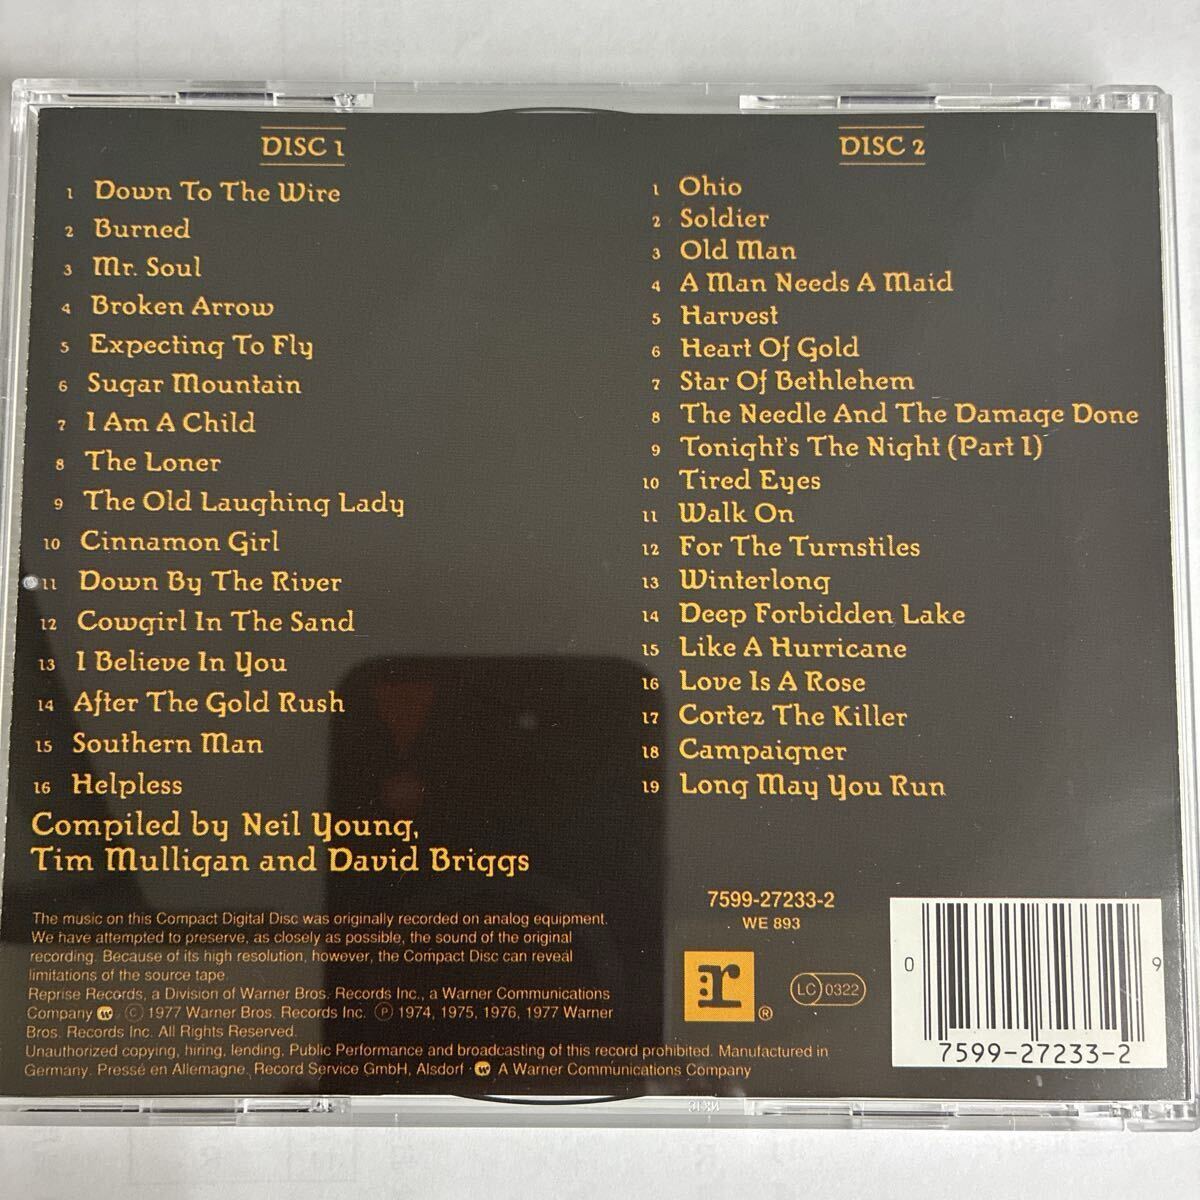 DISC 1
1 Down To The Wire
2 Burned
3 Mr. Soul
4 Broken Arrow
5 Expecting To Fly
6 Sugar Mountain
7 I Am A Child
8 The Loner
9 The Old Laughing Lady
10 Cinnamon Girl
11 Down By The River
12 Cowgirl In The Sand
13 I Believe In You
14 After The Gold Rush
15 Southern Man
16 Helpless
Compiled by Neil Young,
Tim Mulligan and David Briggs
DISC 2
1 Ohio
2 Soldier
3 Old Man
4 A Man Needs A Maid
5 Harvest
6 Heart Of Gold
7 Star Of Bethlehem
8 The Needle And The Damage Done
9 Tonight's The Night (Part 1)
10 Tired Eyes
11 Walk On
12 For The Turnstiles
13 Winterlong
14 Deep Forbidden Lake
15 Like A Hurricane
16 Love Is A Rose
17 Cortez The Killer
18 Campaigner
19 Long May You Run
The music on this Compact Digital Disc was originally recorded on analog equipment.
We have attempted to preserve, as closely as possible, the sound of the original
recording. Because of its high resolution, however, the Compact Disc can reveal
limitations of the source tape.
Reprise Records, a Division of Warner Bros. Records Inc., a Warner Communications
Company © 1977 Warner Bros. Records Inc. ℗ 1974, 1975, 1976, 1977 Warner
Bros. Records Inc. All Rights Reserved.
Unauthorized copying, hiring, lending, Public Performance and broadcasting of this record prohibited. Manufactured in
Germany. Pressé en Allemagne, Record Service GmbH, Alsdorf · A Warner Communications Company
7599-27233-2
WE 893
:r ®
LC 0322
0 9
7599-27233-2